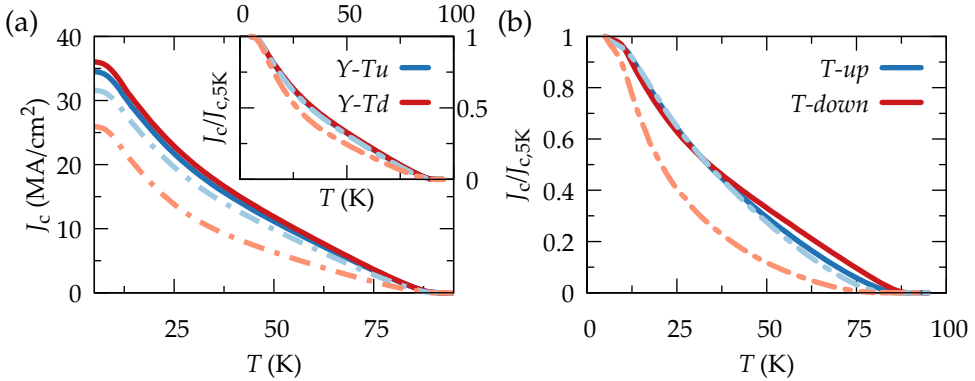 (a)
J_c (MA/cm²)
40
30
20
10
0
25
50
75
T (K)
0
50
100
J_c/J_c,5K
1
0.5
0
T (K)
Y-Tu
Y-Td
(b)
J_c/J_c,5K
1
0.8
0.6
0.4
0.2
0
0
25
50
75
100
T (K)
T-up
T-down